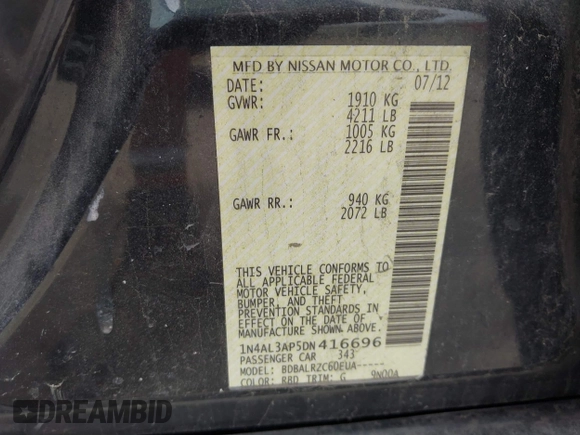 MFD BY NISSAN MOTOR CO., LTD.
DATE: 07/12
GVWR: 1910 KG
4211 LB
GAWR FR.: 1005 KG
2216 LB
GAWR RR.: 940 KG
2072 LB
THIS VEHICLE CONFORMS TO
ALL APPLICABLE FEDERAL
MOTOR VEHICLE SAFETY,
BUMPER, AND THEFT
PREVENTION STANDARDS IN
EFFECT ON THE DATE OF
MANUFACTURE SHOWN ABOVE.
1N4AL3AP5DN416696
PASSENGER CAR 343
MODEL: BDBALRZC60EUA-----
COLOR: BBD TRIM: G 9N00A
DREAMBID